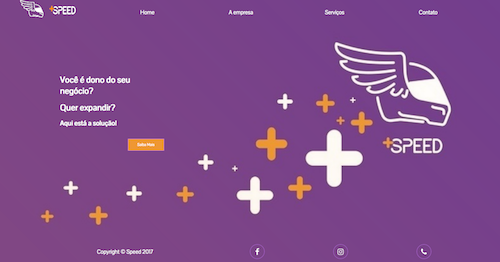 +SPEED
Home
A empresa
Serviços
Contato
Você é dono do seu
negócio?
Quer expandir?
Aqui está a solução!
Saiba Mais
+SPEED
Copyright © Speed 2017